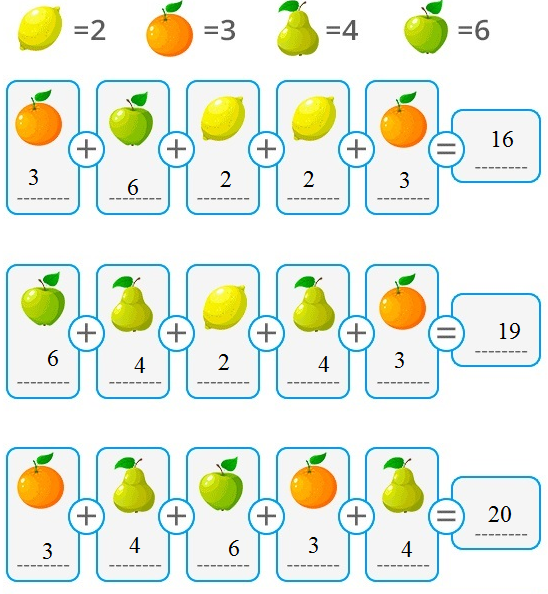 =2 =3 =4 =6
+ + + + = 16
3 6 2 2 3
+ + + + = 19
6 4 2 4 3
+ + + + = 20
3 4 6 3 4